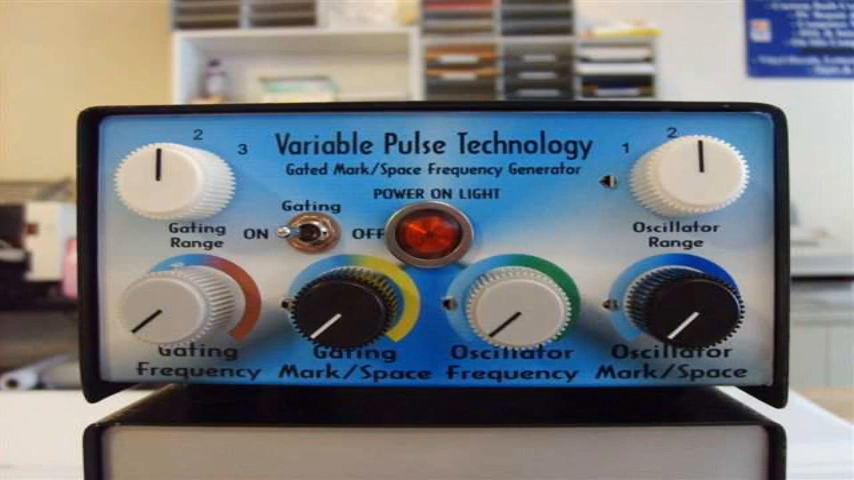 Variable Pulse Technology
Gated Mark/Space Frequency Generator
POWER ON LIGHT
2
3
Gating
Range
Gating
ON
OFF
1
2
Oscillator
Range
Gating
Frequency
Gating
Mark/Space
Oscillator
Frequency
Oscillator
Mark/Space